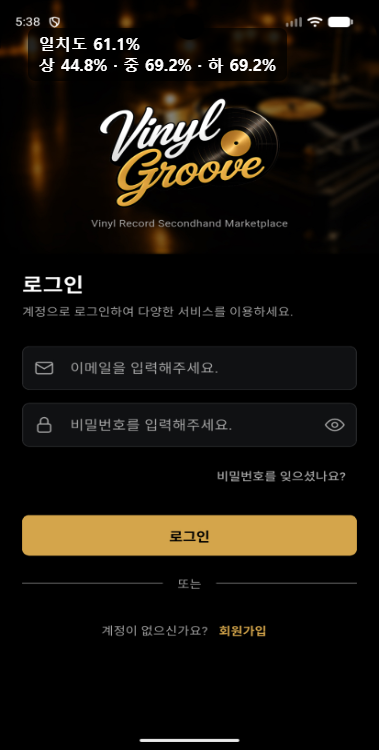 5:38
일치도 61.1%
상 44.8% · 중 69.2% · 하 69.2%
Vinyl
Groove
Vinyl Record Secondhand Marketplace
로그인
계정으로 로그인하여 다양한 서비스를 이용하세요.
이메일을 입력해주세요.
비밀번호를 입력해주세요.
비밀번호를 잊으셨나요?
로그인
또는
계정이 없으신가요? 회원가입